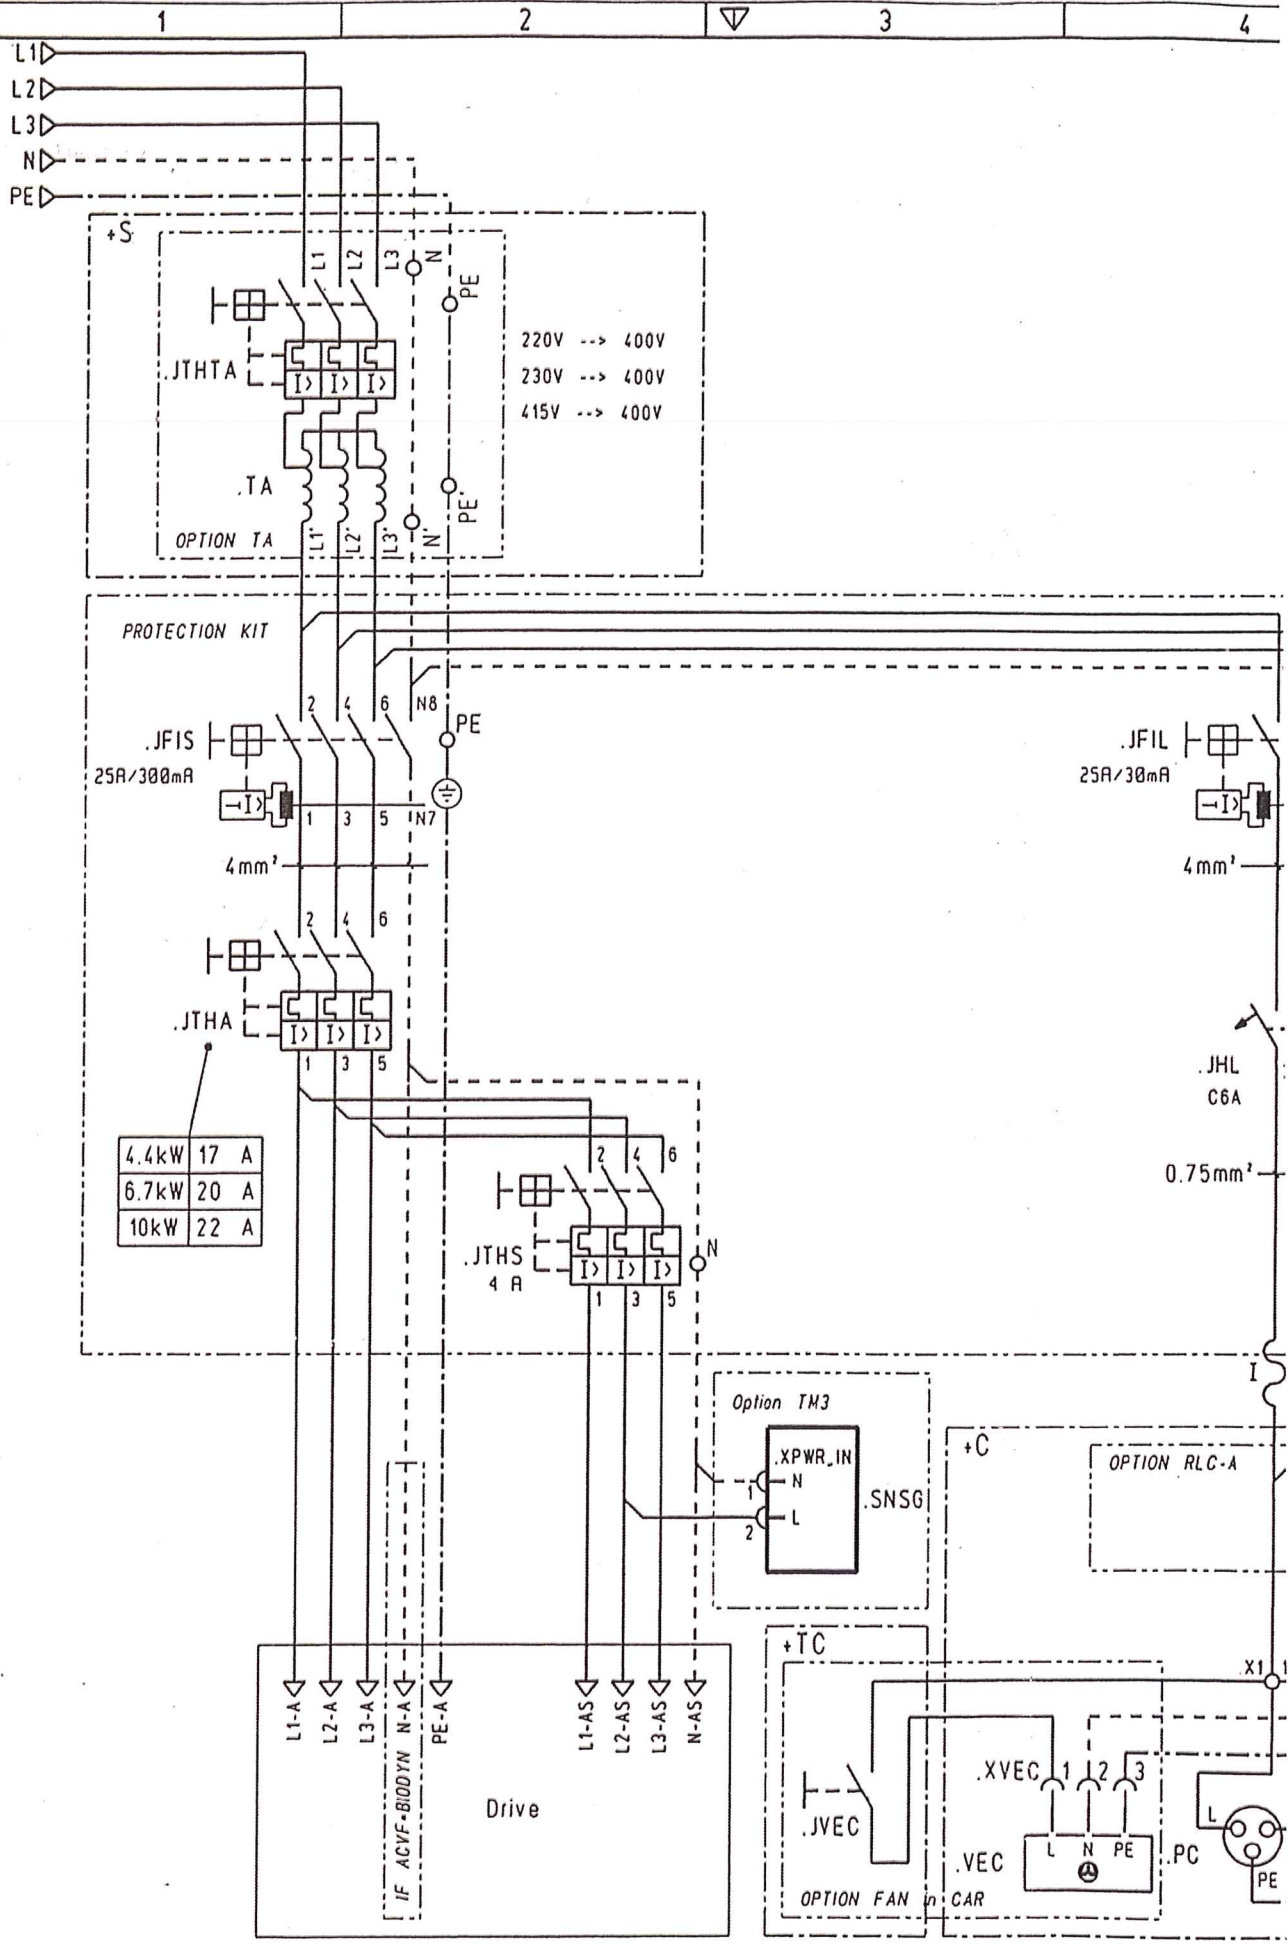 1 2 3 4
L1
L2
L3
N
PE
+S
L1 L2 L3 N PE
.JTHTA
I> I> I>
220V --> 400V
230V --> 400V
415V --> 400V
.TA
L1' L2' L3' N' PE'
OPTION TA
PROTECTION KIT
2 4 6 N8
PE
.JFIS
25A/300mA
I>
1 3 5 N7
4mm²
.JFIL
25A/30mA
I>
4mm²
2 4 6
.JTHA
I> I> I>
1 3 5
.JHL
C6A
4.4kW 17 A
6.7kW 20 A
10kW 22 A
0.75mm²
2 4 6
.JTHS
4 A
I> I> I>
N
1 3 5
I
Option TM3
.XPWR_IN
1 N
2 L
.SNSG
+C
OPTION RLC-A
+TC
X1 1
L1-A L2-A L3-A N-A PE-A
L1-AS L2-AS L3-AS N-AS
IF ACVF-BIODYN
Drive
.JVEC
.XVEC 1 2 3
.VEC
L N PE
OPTION FAN in CAR
.PC
L
PE